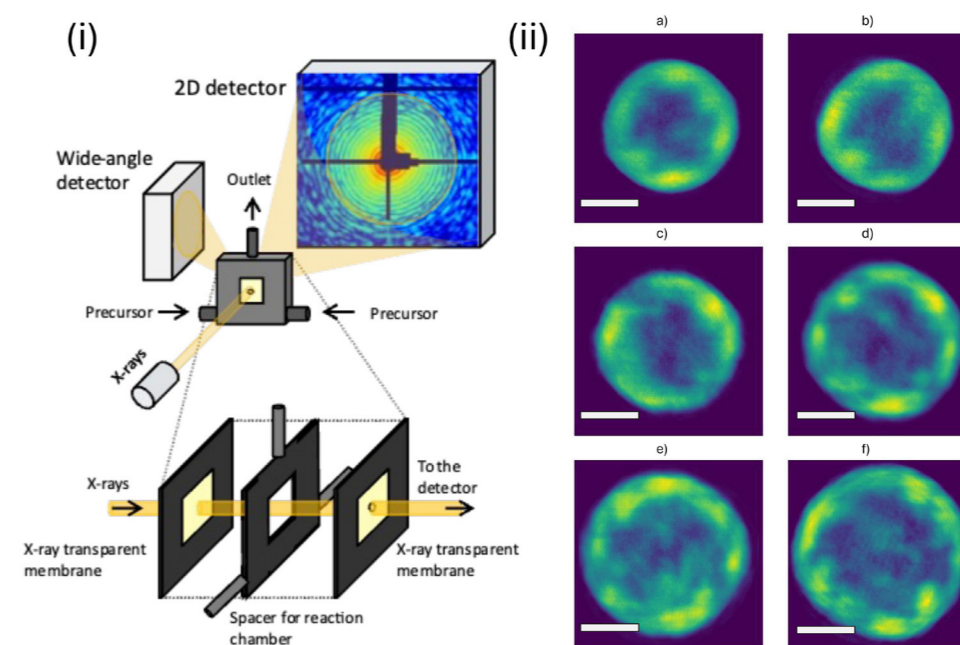 (i)
2D detector
Wide-angle
detector
Outlet
Precursor
Precursor
X-rays
X-rays
To the
detector
X-ray transparent
membrane
X-ray transparent
membrane
Spacer for reaction
chamber
(ii)
a)
b)
c)
d)
e)
f)